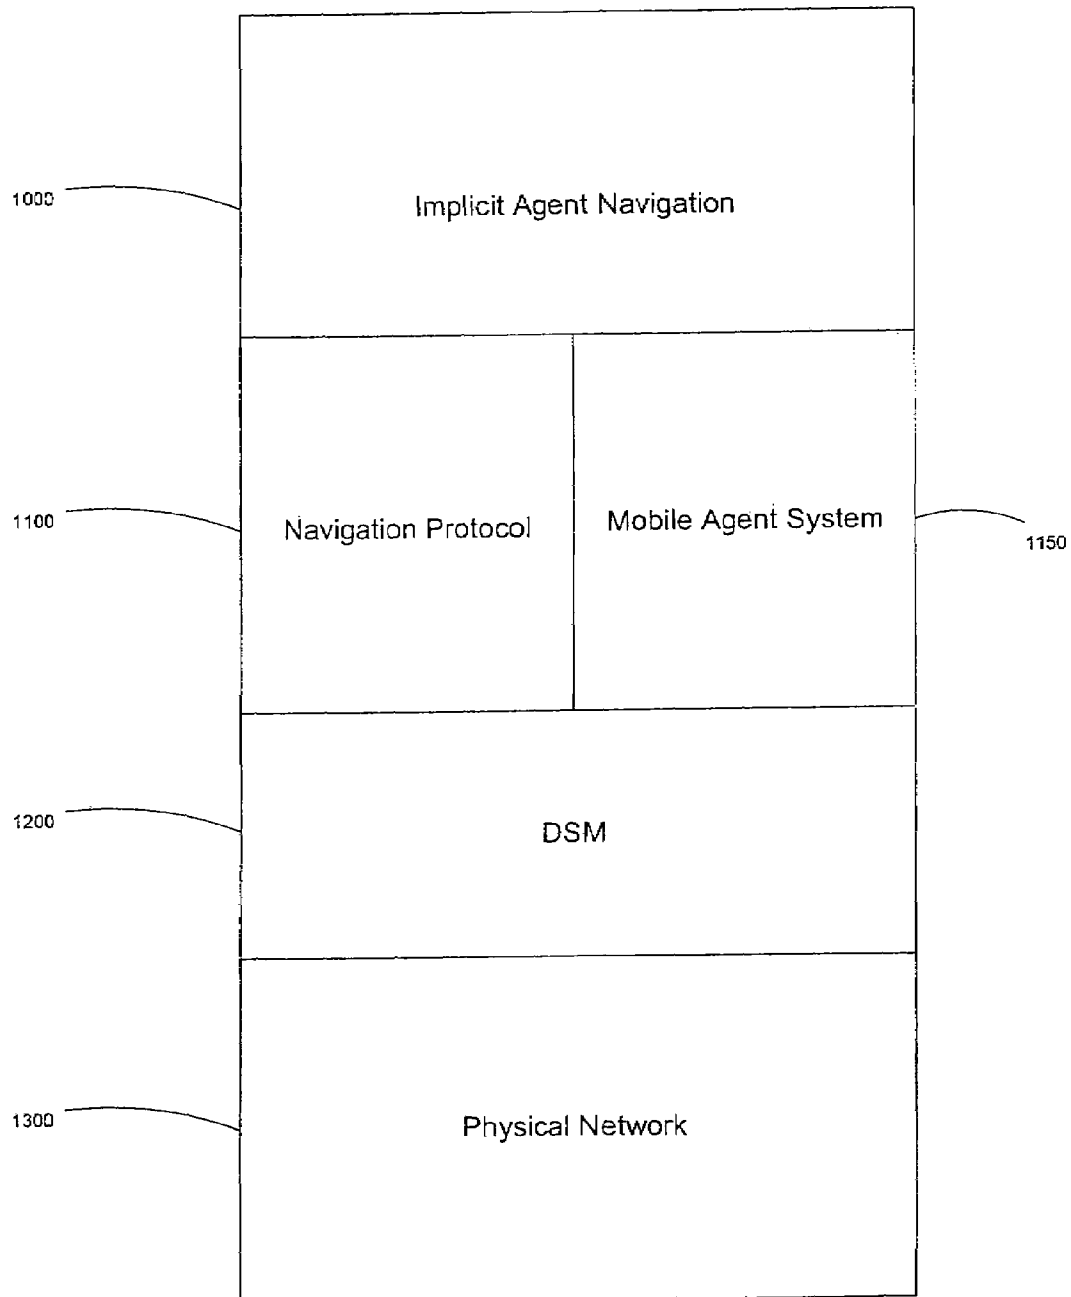 Implicit Agent Navigation
1000
Navigation Protocol
Mobile Agent System
1100
1150
DSM
1200
Physical Network
1300